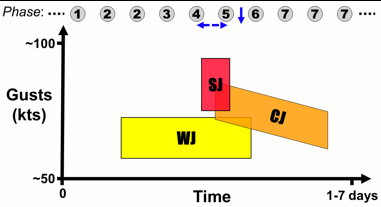 Phase: ···· 1 2 2 3 4 5 6 7 7 7 ····
~100
Gusts
(kts)
~50
SJ
CJ
WJ
0
Time
1-7 days